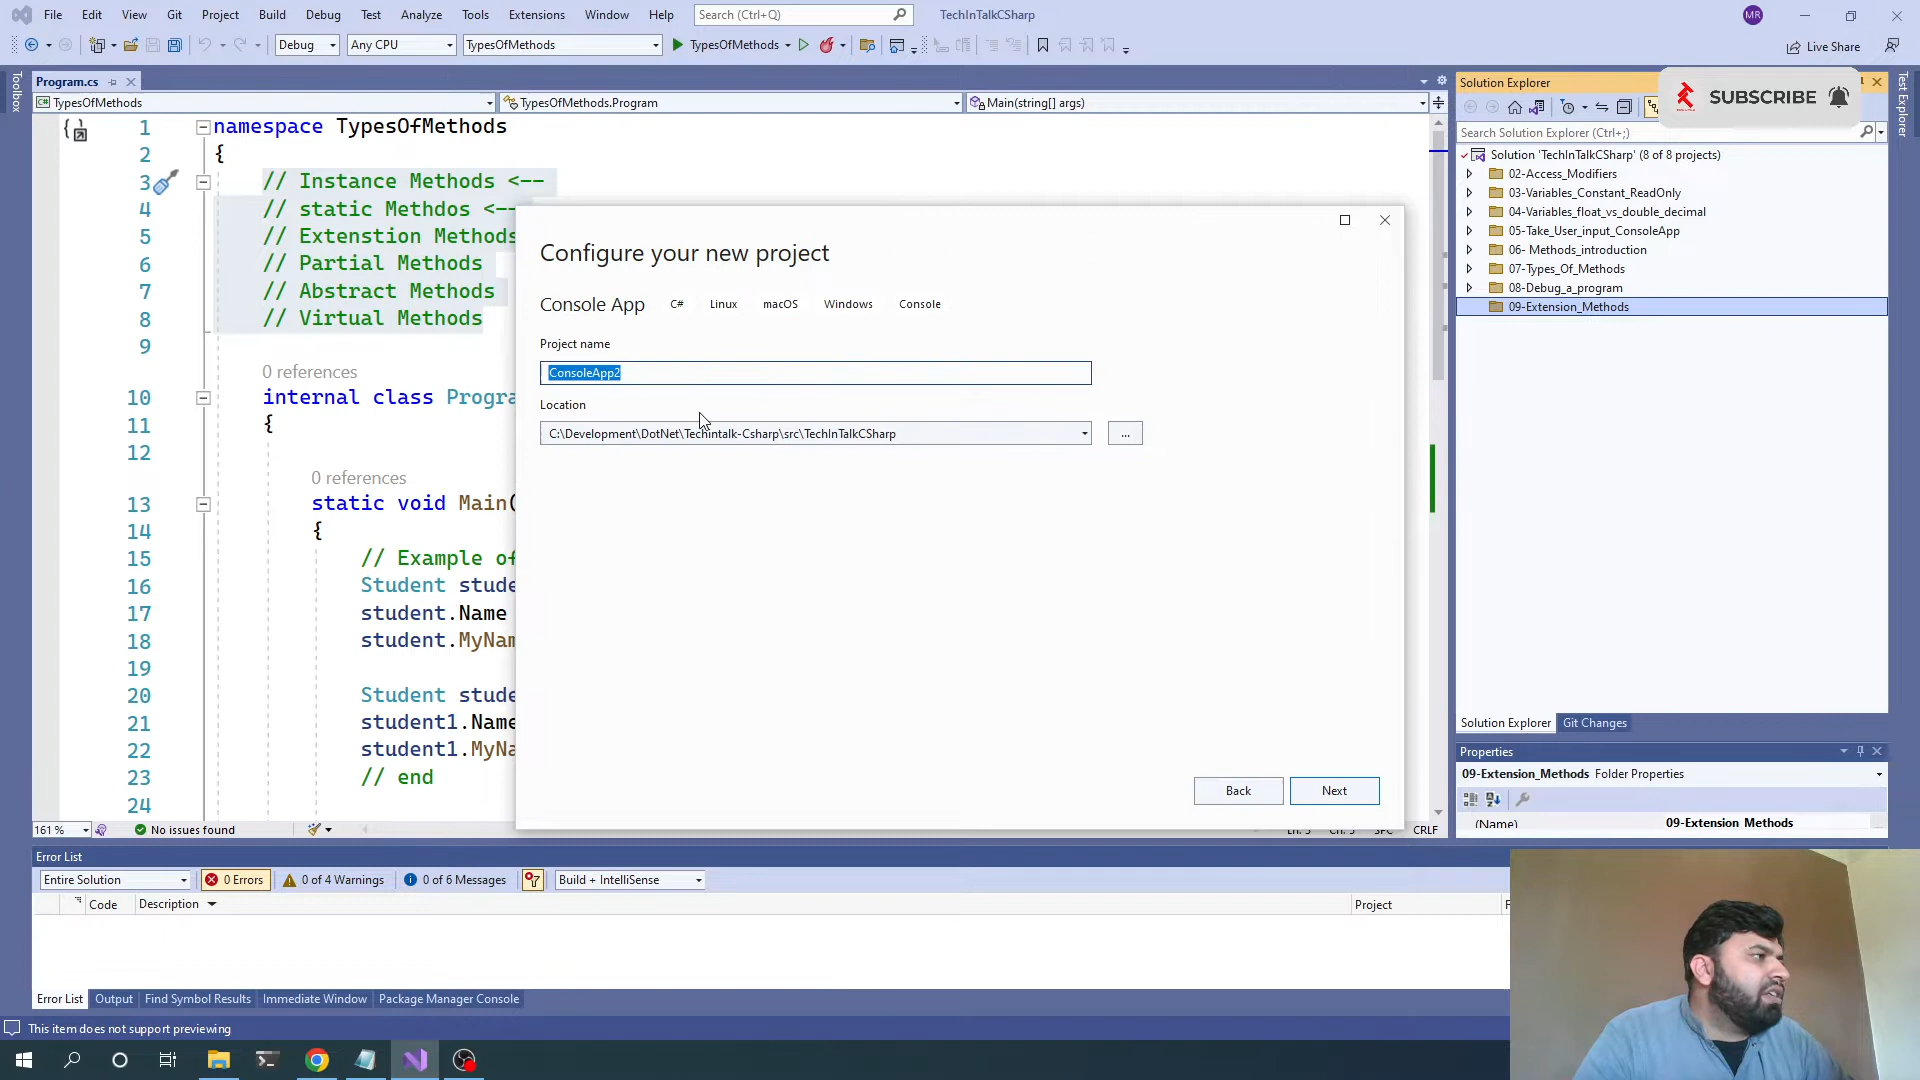 File Edit View Git Project Build Debug Test Analyze Tools Extensions Window Help Search (Ctrl+Q) TechInTalkCSharp MR
Debug Any CPU TypesOfMethods TypesOfMethods Live Share
Toolbox
Program.cs
TypesOfMethods TypesOfMethods.Program Main(string[] args)
1 namespace TypesOfMethods
2 {
3 // Instance Methods <--
4 // static Methdos <--
5 // Extenstion Methods
6 // Partial Methods
7 // Abstract Methods
8 // Virtual Methods
9
0 references
10 internal class Progra
11 {
12
0 references
13 static void Main(
14 {
15 // Example of
16 Student stude
17 student.Name
18 student.MyNam
19
20 Student stude
21 student1.Name
22 student1.MyNa
23 // end
24
161 % No issues found
CRLF
Configure your new project
Console App C# Linux macOS Windows Console
Project name
ConsoleApp2
Location
C:\Development\DotNet\Techintalk-Csharp\src\TechInTalkCSharp
...
Back Next
Solution Explorer
SUBSCRIBE
Test Explorer
Search Solution Explorer (Ctrl+;)
Solution 'TechInTalkCSharp' (8 of 8 projects)
02-Access_Modifiers
03-Variables_Constant_ReadOnly
04-Variables_float_vs_double_decimal
05-Take_User_input_ConsoleApp
06- Methods_introduction
07-Types_Of_Methods
08-Debug_a_program
09-Extension_Methods
Solution Explorer Git Changes
Properties
09-Extension_Methods Folder Properties
(Name) 09-Extension Methods
Error List
Entire Solution 0 Errors 0 of 4 Warnings 0 of 6 Messages Build + IntelliSense
Code Description Project
Error List Output Find Symbol Results Immediate Window Package Manager Console
This item does not support previewing